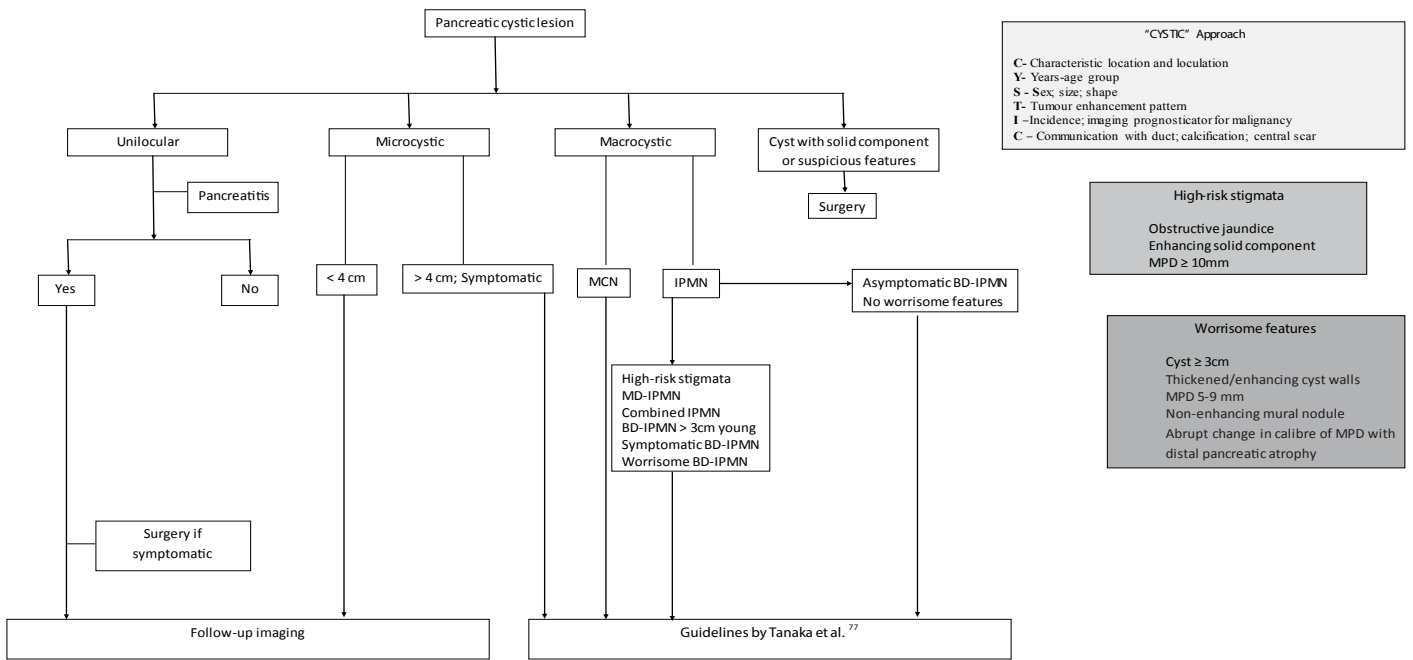 Pancreatic cystic lesion
Unilocular
Microcystic
Macrocystic
Cyst with solid component
or suspicious features
Pancreatitis
Surgery
Yes
No
< 4 cm
> 4 cm; Symptomatic
MCN
IPMN
Asymptomatic BD-IPMN
No worrisome features
High-risk stigmata
MD-IPMN
Combined IPMN
BD-IPMN > 3cm young
Symptomatic BD-IPMN
Worrisome BD-IPMN
Surgery if
symptomatic
Follow-up imaging
Guidelines by Tanaka et al. 77
"CYSTIC" Approach
C- Characteristic location and loculation
Y- Years-age group
S - Sex; size; shape
T- Tumour enhancement pattern
I –Incidence; imaging prognosticator for malignancy
C – Communication with duct; calcification; central scar
High-risk stigmata
Obstructive jaundice
Enhancing solid component
MPD ≥ 10mm
Worrisome features
Cyst ≥ 3cm
Thickened/enhancing cyst walls
MPD 5-9 mm
Non-enhancing mural nodule
Abrupt change in calibre of MPD with
distal pancreatic atrophy